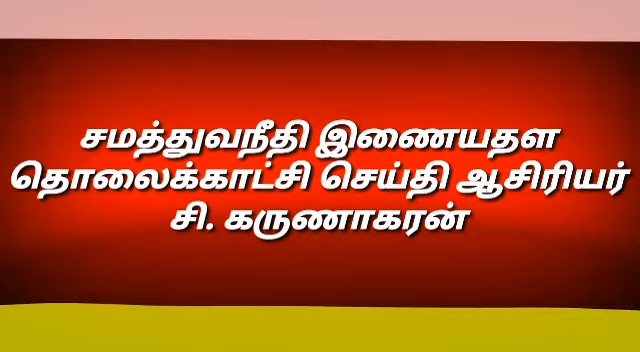 சமத்துவநீதி இணையதள
தொலைக்காட்சி செய்தி ஆசிரியர்
சி. கருணாகரன்